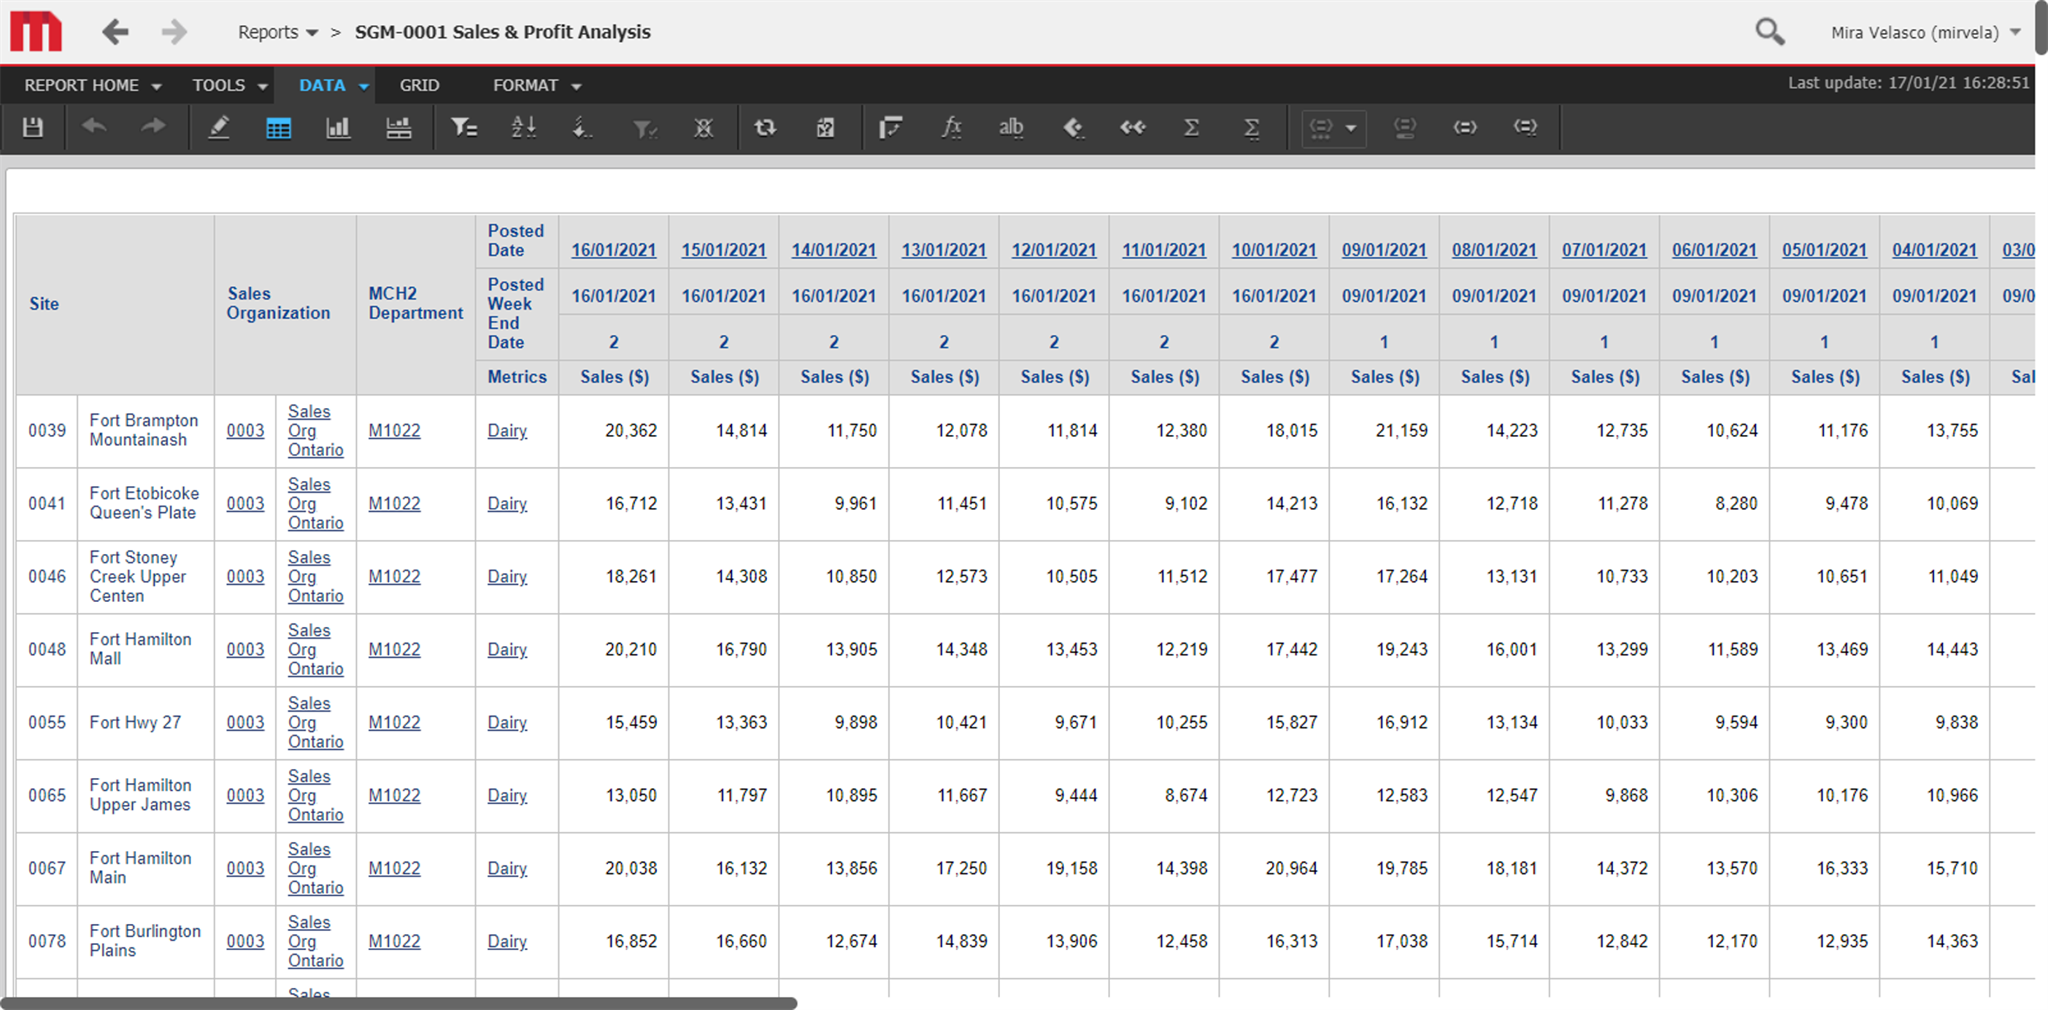 Reports > SGM-0001 Sales & Profit Analysis Mira Velasco (mirvela)
REPORT HOME TOOLS DATA GRID FORMAT Last update: 17/01/21 16:28:51
Site Sales Organization MCH2 Department
Posted Date 16/01/2021 15/01/2021 14/01/2021 13/01/2021 12/01/2021 11/01/2021 10/01/2021 09/01/2021 08/01/2021 07/01/2021 06/01/2021 05/01/2021 04/01/2021 03/0
Posted Week End Date 16/01/2021 16/01/2021 16/01/2021 16/01/2021 16/01/2021 16/01/2021 16/01/2021 09/01/2021 09/01/2021 09/01/2021 09/01/2021 09/01/2021 09/01/2021 09/0
2 2 2 2 2 2 2 1 1 1 1 1 1
Metrics Sales ($) Sales ($) Sales ($) Sales ($) Sales ($) Sales ($) Sales ($) Sales ($) Sales ($) Sales ($) Sales ($) Sales ($) Sales ($) Sal
0039 Fort Brampton Mountainash 0003 Sales Org Ontario M1022 Dairy 20,362 14,814 11,750 12,078 11,814 12,380 18,015 21,159 14,223 12,735 10,624 11,176 13,755
0041 Fort Etobicoke Queen's Plate 0003 Sales Org Ontario M1022 Dairy 16,712 13,431 9,961 11,451 10,575 9,102 14,213 16,132 12,718 11,278 8,280 9,478 10,069
0046 Fort Stoney Creek Upper Centen 0003 Sales Org Ontario M1022 Dairy 18,261 14,308 10,850 12,573 10,505 11,512 17,477 17,264 13,131 10,733 10,203 10,651 11,049
0048 Fort Hamilton Mall 0003 Sales Org Ontario M1022 Dairy 20,210 16,790 13,905 14,348 13,453 12,219 17,442 19,243 16,001 13,299 11,589 13,469 14,443
0055 Fort Hwy 27 0003 Sales Org Ontario M1022 Dairy 15,459 13,363 9,898 10,421 9,671 10,255 15,827 16,912 13,134 10,033 9,594 9,300 9,838
0065 Fort Hamilton Upper James 0003 Sales Org Ontario M1022 Dairy 13,050 11,797 10,895 11,667 9,444 8,674 12,723 12,583 12,547 9,868 10,306 10,176 10,966
0067 Fort Hamilton Main 0003 Sales Org Ontario M1022 Dairy 20,038 16,132 13,856 17,250 19,158 14,398 20,964 19,785 18,181 14,372 13,570 16,333 15,710
0078 Fort Burlington Plains 0003 Sales Org Ontario M1022 Dairy 16,852 16,660 12,674 14,839 13,906 12,458 16,313 17,038 15,714 12,842 12,170 12,935 14,363
Sales